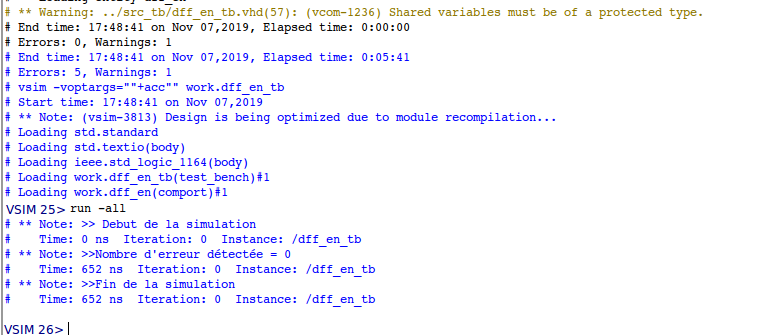 # ** Warning: ../src_tb/dff_en_tb.vhd(57): (vcom-1236) Shared variables must be of a protected type.
# End time: 17:48:41 on Nov 07,2019, Elapsed time: 0:00:00
# Errors: 0, Warnings: 1
# End time: 17:48:41 on Nov 07,2019, Elapsed time: 0:05:41
# Errors: 5, Warnings: 1
# vsim -voptargs=""+acc"" work.dff_en_tb
# Start time: 17:48:41 on Nov 07,2019
# ** Note: (vsim-3813) Design is being optimized due to module recompilation...
# Loading std.standard
# Loading std.textio(body)
# Loading ieee.std_logic_1164(body)
# Loading work.dff_en_tb(test_bench)#1
# Loading work.dff_en(comport)#1
VSIM 25> run -all
# ** Note: >> Debut de la simulation
#    Time: 0 ns  Iteration: 0  Instance: /dff_en_tb
# ** Note: >>Nombre d'erreur détectée = 0
#    Time: 652 ns  Iteration: 0  Instance: /dff_en_tb
# ** Note: >>Fin de la simulation
#    Time: 652 ns  Iteration: 0  Instance: /dff_en_tb
VSIM 26>